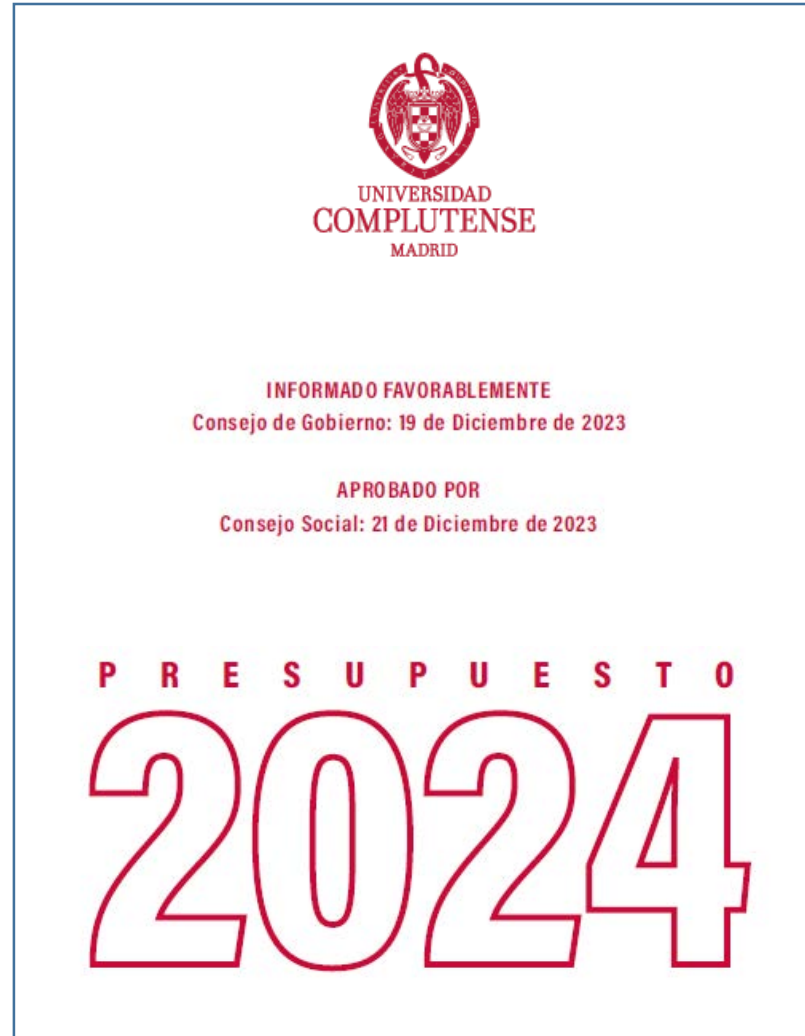 UNIVERSIDAD
COMPLUTENSE
MADRID
INFORMADO FAVORABLEMENTE
Consejo de Gobierno: 19 de Diciembre de 2023
APROBADO POR
Consejo Social: 21 de Diciembre de 2023
PRESUPUESTO
2024